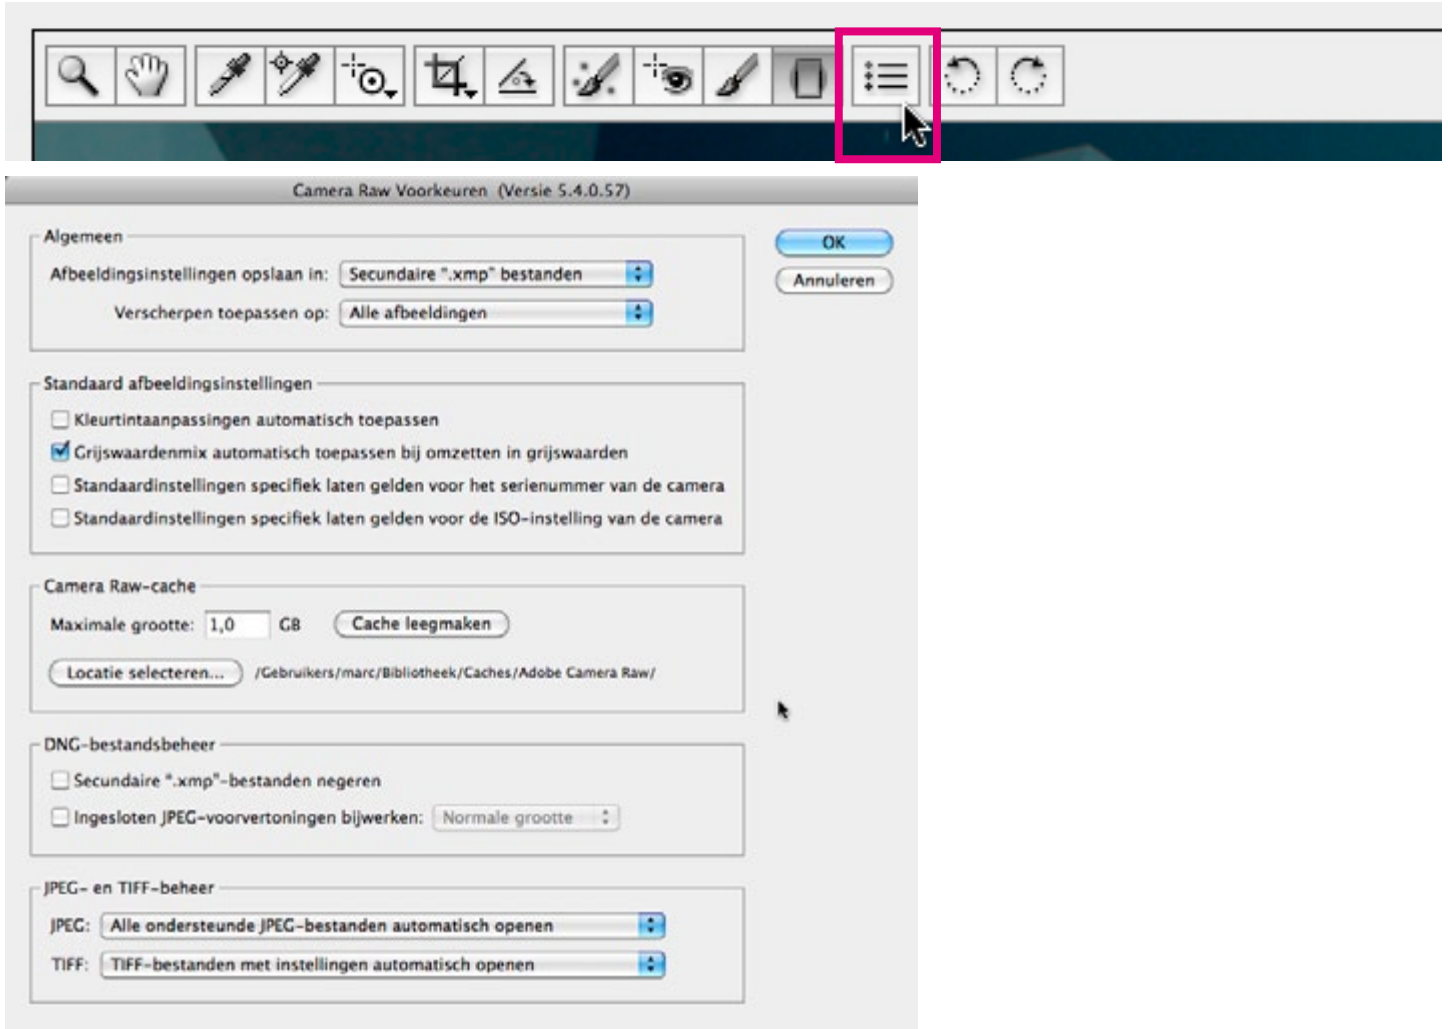 Camera Raw Voorkeuren (Versie 5.4.0.57)
Algemeen
Afbeeldingsinstellingen opslaan in: Secundaire ".xmp" bestanden
Verscherpen toepassen op: Alle afbeeldingen
OK
Annuleren
Standaard afbeeldingsinstellingen
Kleurtintaanpassingen automatisch toepassen
Grijswaardenmix automatisch toepassen bij omzetten in grijswaarden
Standaardinstellingen specifiek laten gelden voor het serienummer van de camera
Standaardinstellingen specifiek laten gelden voor de ISO-instelling van de camera
Camera Raw-cache
Maximale grootte: 1,0 GB Cache leegmaken
Locatie selecteren... /Gebruikers/marc/Bibliotheek/Caches/Adobe Camera Raw/
DNG-bestandsbeheer
Secundaire ".xmp"-bestanden negeren
Ingesloten JPEG-voorvertoningen bijwerken: Normale grootte
JPEG- en TIFF-beheer
JPEG: Alle ondersteunde JPEG-bestanden automatisch openen
TIFF: TIFF-bestanden met instellingen automatisch openen